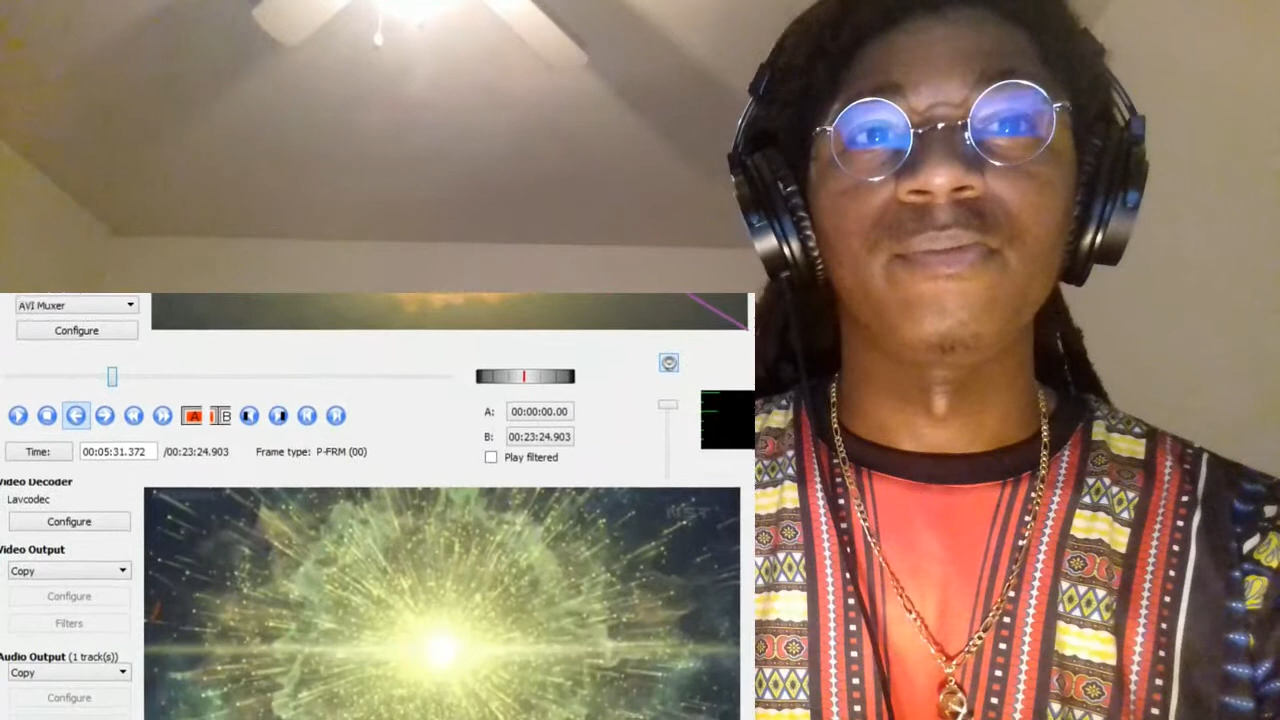 AVI Muxer
Configure
A: 00:00:00.00
A
B
B: 00:23:24.903
Time: 00:05:31.372 /00:23:24.903 Frame type: P-FRM (00)
Play filtered
Video Decoder
Lavcodec
Configure
Video Output
Copy
Configure
Filters
Audio Output (1 track(s))
Copy
Configure